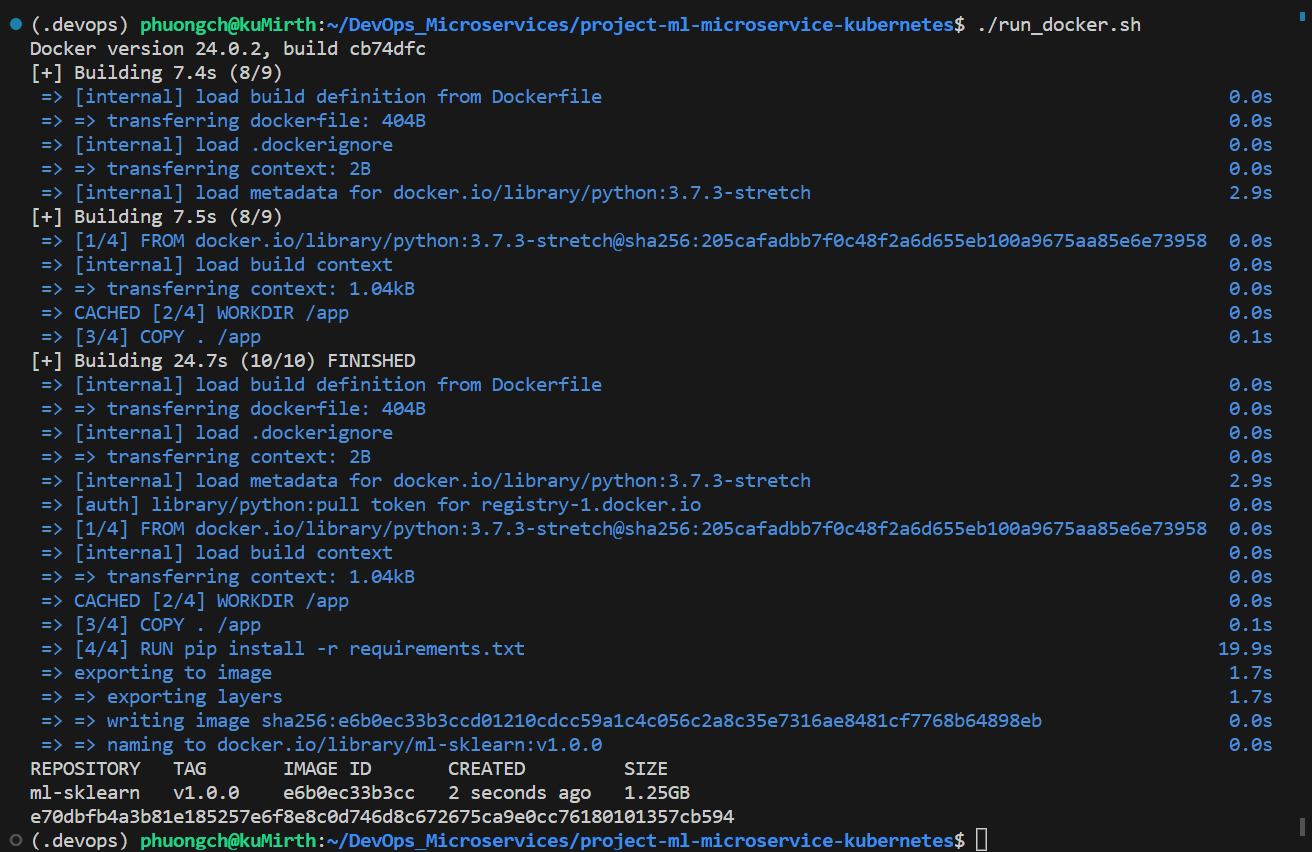 (.devops) phuongch@kuMirth:~/DevOps_Microservices/project-ml-microservice-kubernetes$ ./run_docker.sh
Docker version 24.0.2, build cb74dfc
[+] Building 7.4s (8/9)
=> [internal] load build definition from Dockerfile 0.0s
=> => transferring dockerfile: 404B 0.0s
=> [internal] load .dockerignore 0.0s
=> => transferring context: 2B 0.0s
=> [internal] load metadata for docker.io/library/python:3.7.3-stretch 2.9s
[+] Building 7.5s (8/9)
=> [1/4] FROM docker.io/library/python:3.7.3-stretch@sha256:205cafadbb7f0c48f2a6d655eb100a9675aa85e6e73958 0.0s
=> [internal] load build context 0.0s
=> => transferring context: 1.04kB 0.0s
=> CACHED [2/4] WORKDIR /app 0.0s
=> [3/4] COPY . /app 0.1s
[+] Building 24.7s (10/10) FINISHED
=> [internal] load build definition from Dockerfile 0.0s
=> => transferring dockerfile: 404B 0.0s
=> [internal] load .dockerignore 0.0s
=> => transferring context: 2B 0.0s
=> [internal] load metadata for docker.io/library/python:3.7.3-stretch 2.9s
=> [auth] library/python:pull token for registry-1.docker.io 0.0s
=> [1/4] FROM docker.io/library/python:3.7.3-stretch@sha256:205cafadbb7f0c48f2a6d655eb100a9675aa85e6e73958 0.0s
=> [internal] load build context 0.0s
=> => transferring context: 1.04kB 0.0s
=> CACHED [2/4] WORKDIR /app 0.0s
=> [3/4] COPY . /app 0.1s
=> [4/4] RUN pip install -r requirements.txt 19.9s
=> exporting to image 1.7s
=> => exporting layers 1.7s
=> => writing image sha256:e6b0ec33b3ccd01210cdcc59a1c4c056c2a8c35e7316ae8481cf7768b64898eb 0.0s
=> => naming to docker.io/library/ml-sklearn:v1.0.0 0.0s
REPOSITORY TAG IMAGE ID CREATED SIZE
ml-sklearn v1.0.0 e6b0ec33b3cc 2 seconds ago 1.25GB
e70dbfb4a3b81e185257e6f8e8c0d746d8c672675ca9e0cc76180101357cb594
(.devops) phuongch@kuMirth:~/DevOps_Microservices/project-ml-microservice-kubernetes$